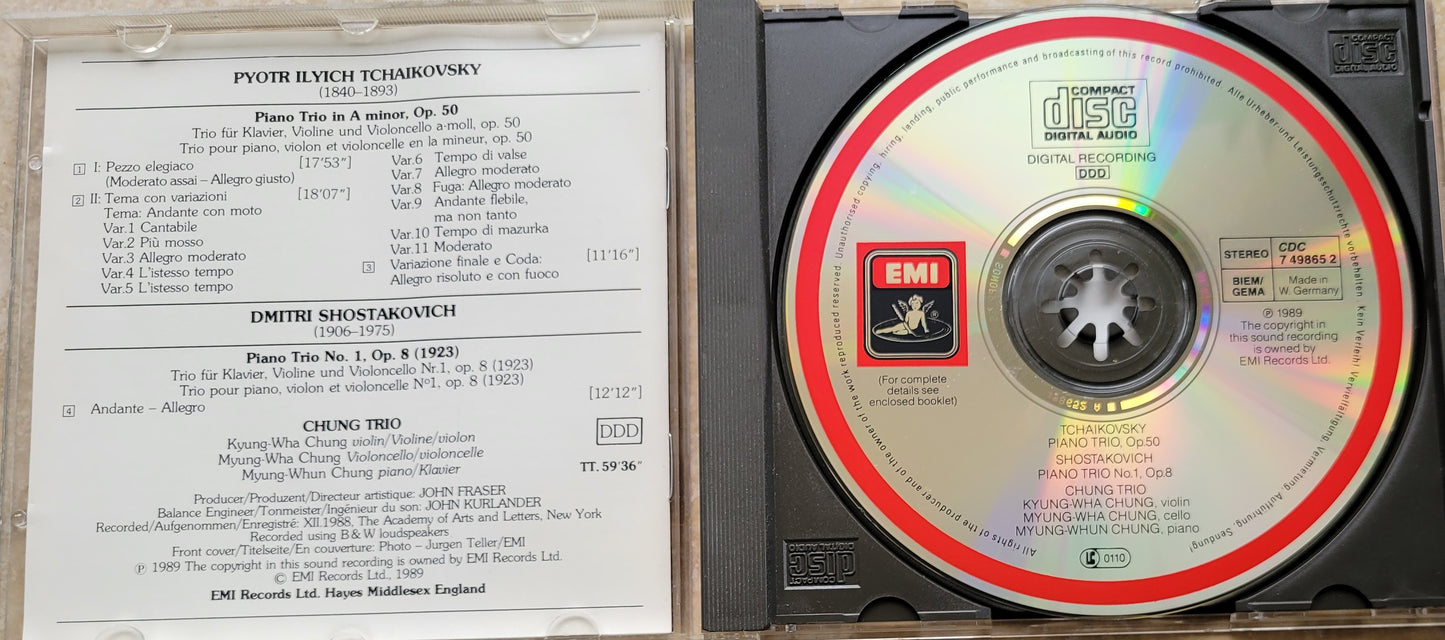 PYOTR ILYICH TCHAIKOVSKY
(1840–1893)
Piano Trio in A minor, Op. 50
Trio für Klavier, Violine und Violoncello a-moll, op. 50
Trio pour piano, violon et violoncelle en la mineur, op. 50
1 I: Pezzo elegiaco [17'53"]
(Moderato assai – Allegro giusto)
2 II: Tema con variazioni [18'07"]
Tema: Andante con moto
Var.1 Cantabile
Var.2 Più mosso
Var.3 Allegro moderato
Var.4 L'istesso tempo
Var.5 L'istesso tempo
Var.6 Tempo di valse
Var.7 Allegro moderato
Var.8 Fuga: Allegro moderato
Var.9 Andante flebile,
ma non tanto
Var.10 Tempo di mazurka
Var.11 Moderato
3 Variazione finale e Coda: [11'16"]
Allegro risoluto e con fuoco
DMITRI SHOSTAKOVICH
(1906–1975)
Piano Trio No. 1, Op. 8 (1923)
Trio für Klavier, Violine und Violoncello Nr.1, op. 8 (1923)
Trio pour piano, violon et violoncelle Nº1, op. 8 (1923)
[12'12"]
4 Andante – Allegro
CHUNG TRIO
Kyung-Wha Chung violin/Violine/violon
Myung-Wha Chung Violoncello/violoncelle
Myung-Whun Chung piano/Klavier
DDD
TT. 59'36"
Producer/Produzent/Directeur artistique: JOHN FRASER
Balance Engineer/Tonmeister/Ingénieur du son: JOHN KURLANDER
Recorded/Aufgenommen/Enregistré: XII.1988, The Academy of Arts and Letters, New York
Recorded using B & W loudspeakers
Front cover/Titelseite/En couverture: Photo – Jurgen Teller/EMI
℗ 1989 The copyright in this sound recording is owned by EMI Records Ltd.
© EMI Records Ltd., 1989
EMI Records Ltd. Hayes Middlesex England
COMPACT
disc
DIGITAL AUDIO
COMPACT
disc
DIGITAL AUDIO
DIGITAL RECORDING
DDD
All rights of the producer and of the owner of the work reproduced reserved. Unauthorised copying, hiring, lending, public performance and broadcasting of this record prohibited. Alle Urheber-und Leistungsschutzrechte vorbehalten. Kein Verleih! Vervielfältigung, Vermietung, Aufführung, Sendung!
EMI
®
(For complete
details see
enclosed booklet)
STEREO
CDC
7 49865 2
BIEM/
GEMA
Made in
W. Germany
℗ 1989
The copyright in
this sound recording
is owned by
EMI Records Ltd.
TCHAIKOVSKY
PIANO TRIO, Op.50
SHOSTAKOVICH
PIANO TRIO No.1, Op.8
CHUNG TRIO
KYUNG-WHA CHUNG, violin
MYUNG-WHA CHUNG, cello
MYUNG-WHUN CHUNG, piano
LC 0110
COMPACT
disc
DIGITAL AUDIO